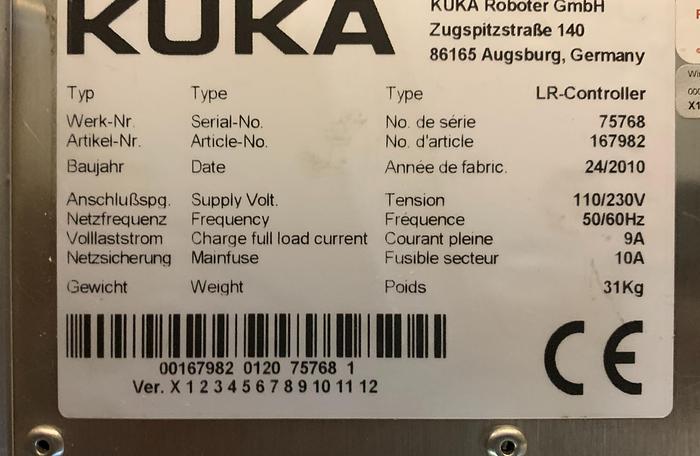 KUKA
KUKA Roboter GmbH
Zugspitzstraße 140
86165 Augsburg, Germany
Typ Type Type LR-Controller
Werk-Nr. Serial-No. No. de série 75768
Artikel-Nr. Article-No. No. d'article 167982
Baujahr Date Année de fabric. 24/2010
Anschlußspg. Supply Volt. Tension 110/230V
Netzfrequenz Frequency Fréquence 50/60Hz
Volllaststrom Charge full load current Courant pleine 9A
Netzsicherung Mainfuse Fusible secteur 10A
Gewicht Weight Poids 31Kg
00167982 0120 75768 1
Ver. X 1 2 3 4 5 6 7 8 9 10 11 12
CE